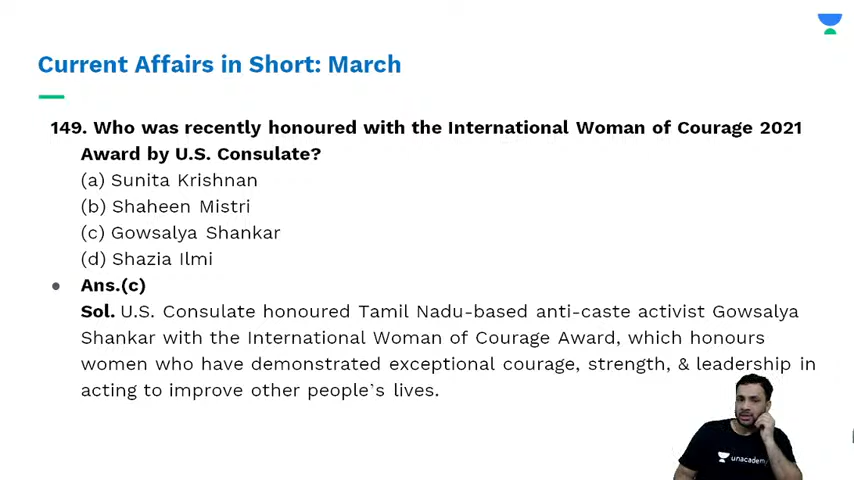 Current Affairs in Short: March
149. Who was recently honoured with the International Woman of Courage 2021
Award by U.S. Consulate?
(a) Sunita Krishnan
(b) Shaheen Mistri
(c) Gowsalya Shankar
(d) Shazia Ilmi
● Ans.(c)
Sol. U.S. Consulate honoured Tamil Nadu-based anti-caste activist Gowsalya
Shankar with the International Woman of Courage Award, which honours
women who have demonstrated exceptional courage, strength, & leadership in
acting to improve other people’s lives.
unacademy